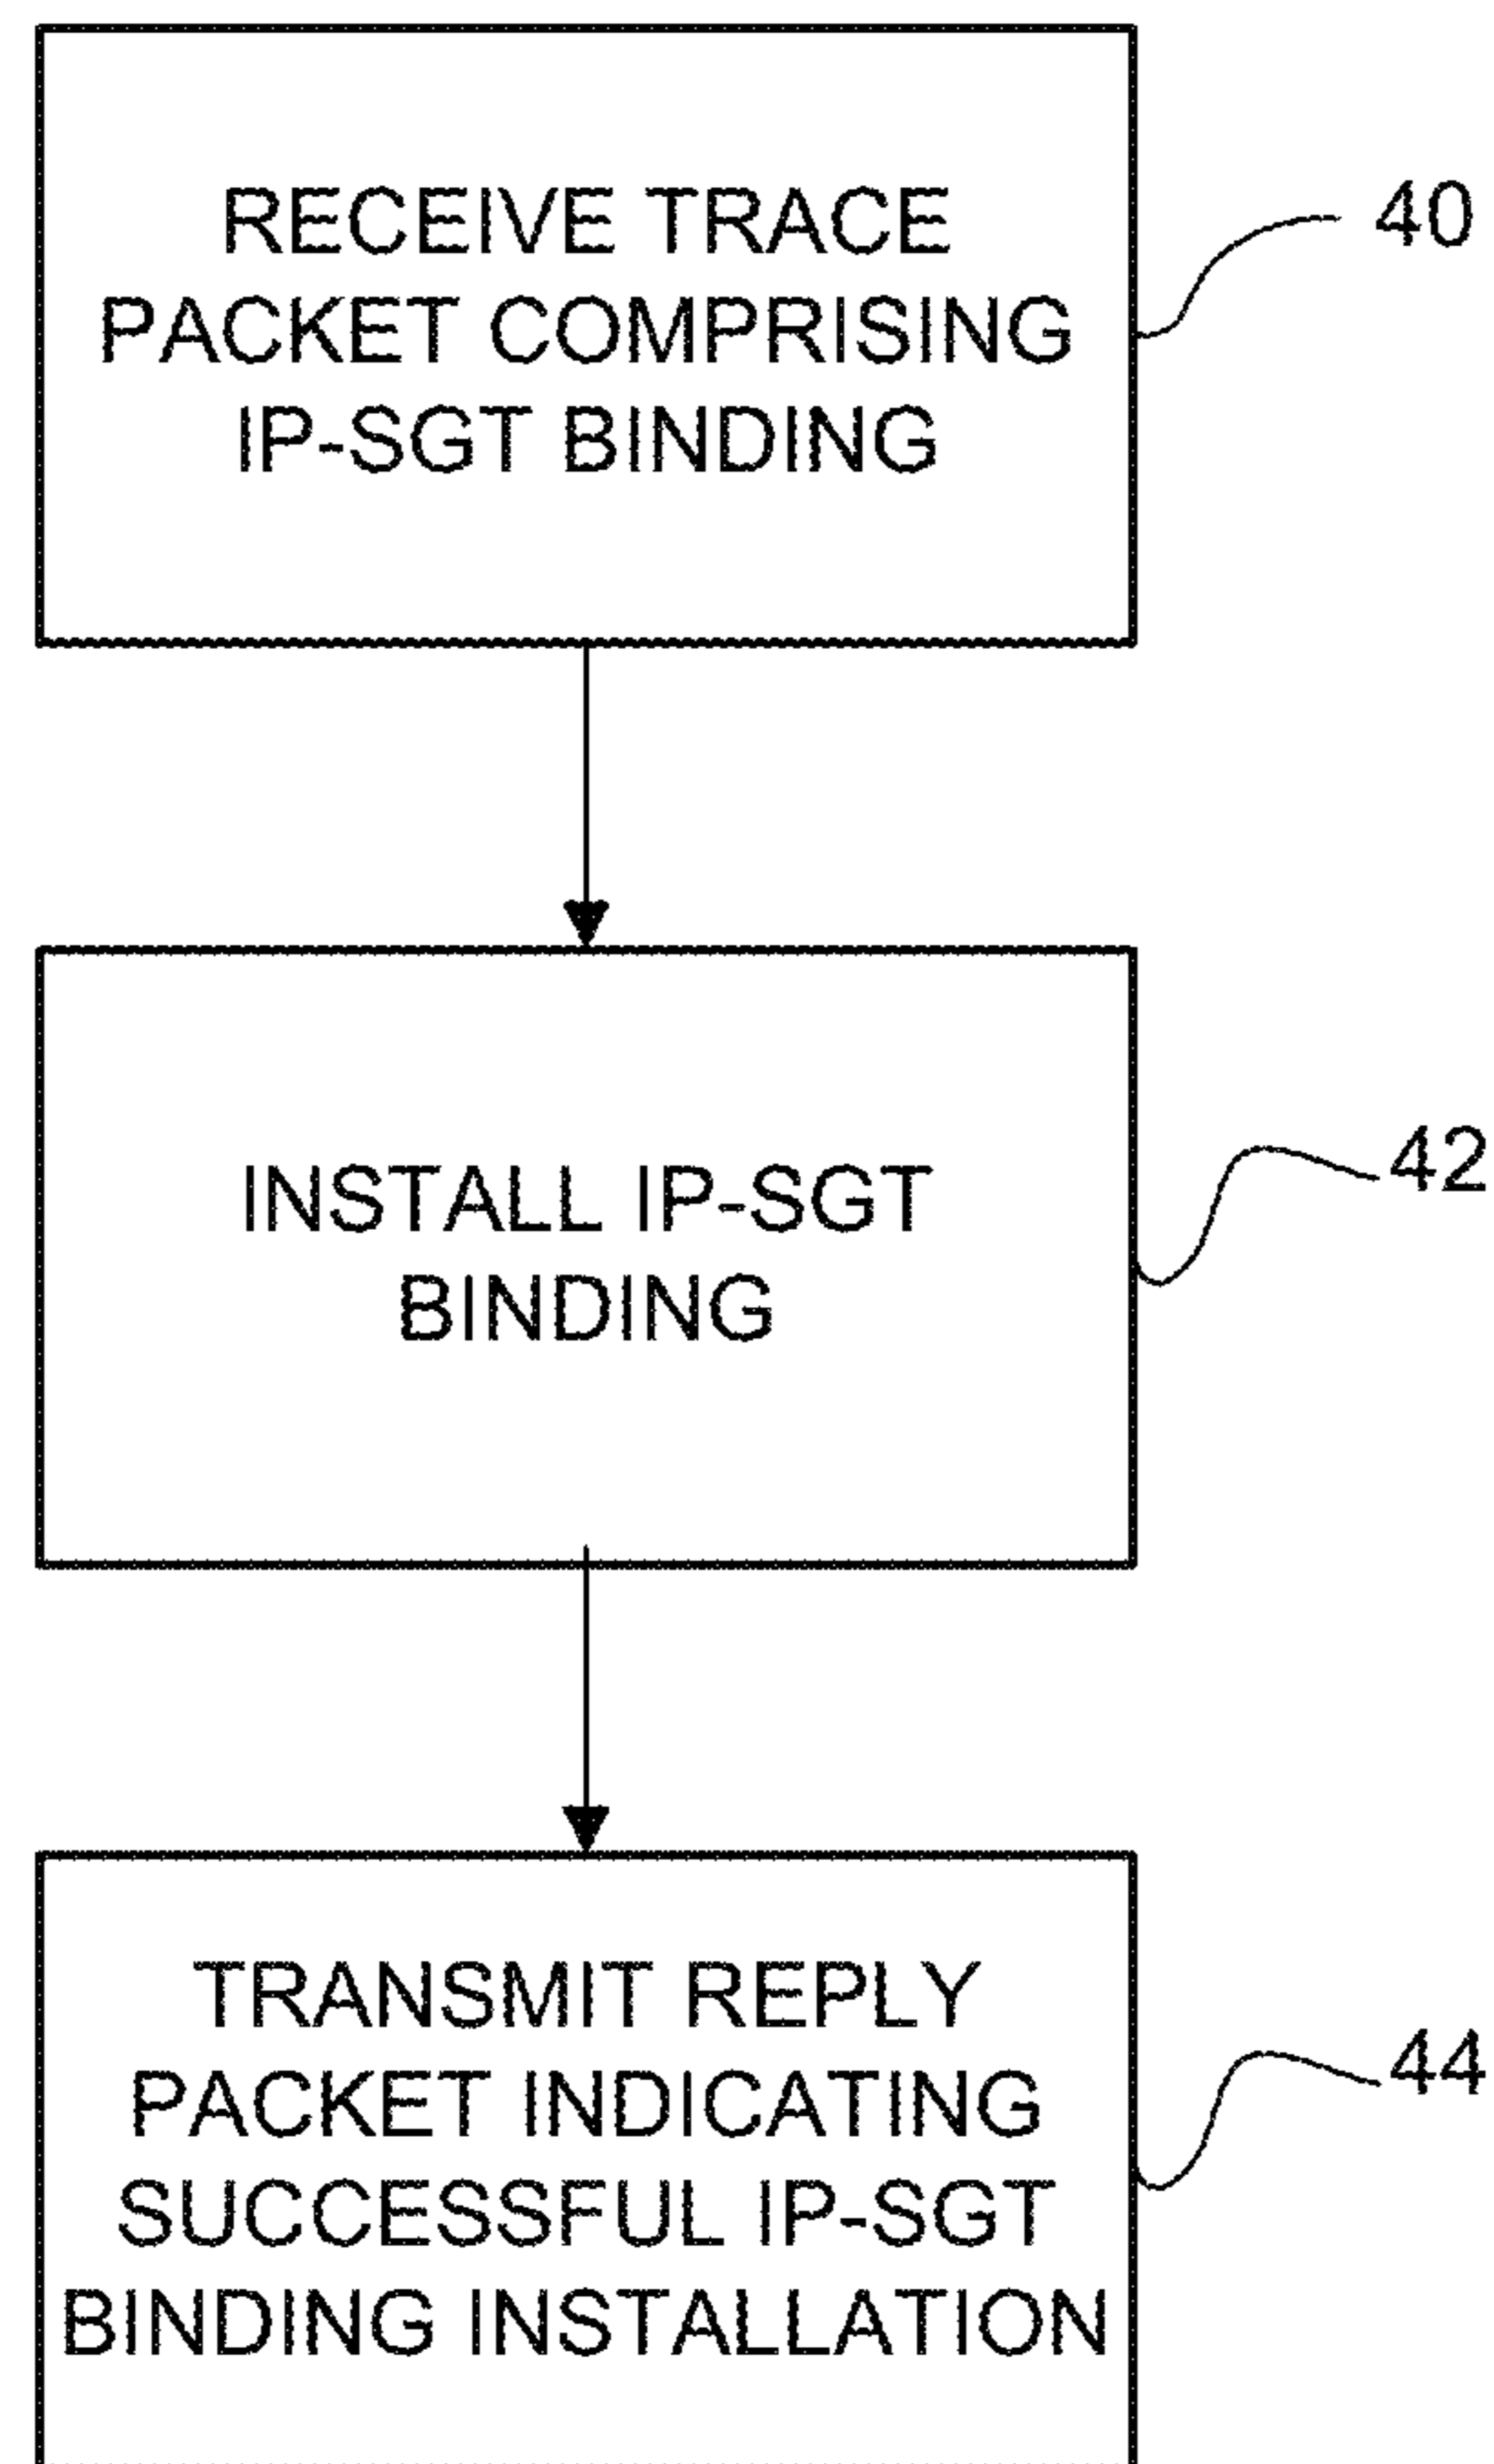 RECEIVE TRACE
PACKET COMPRISING
IP-SGT BINDING
40
INSTALL IP-SGT
BINDING
42
TRANSMIT REPLY
PACKET INDICATING
SUCCESSFUL IP-SGT
BINDING INSTALLATION
44